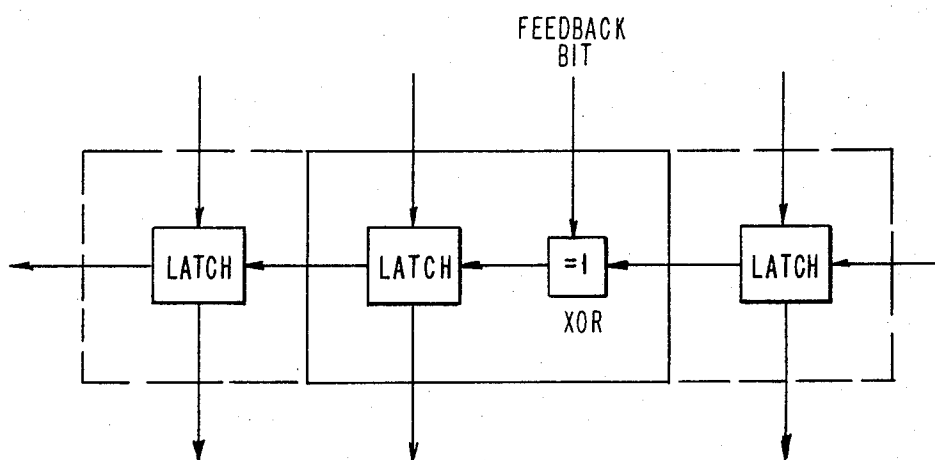 FEEDBACK
BIT
LATCH
LATCH
=1
LATCH
XOR